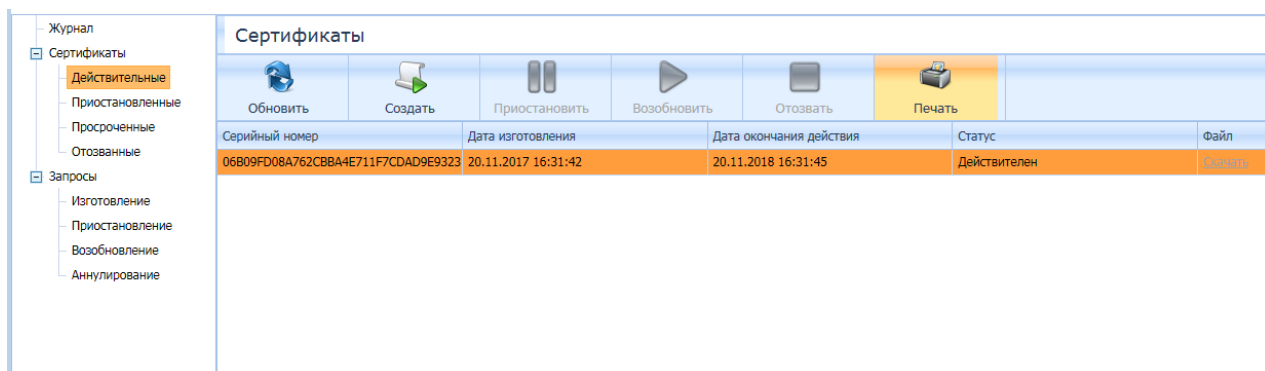 Журнал
Сертификаты
Действительные
Приостановленные
Просроченные
Отозванные
Запросы
Изготовление
Приостановление
Возобновление
Аннулирование
Сертификаты
Обновить Создать Приостановить Возобновить Отозвать Печать
Серийный номер Дата изготовления Дата окончания действия Статус Файл
06B09FD08A762CBBA4E711F7CDAD9E9323 20.11.2017 16:31:42 20.11.2018 16:31:45 Действителен Скачать